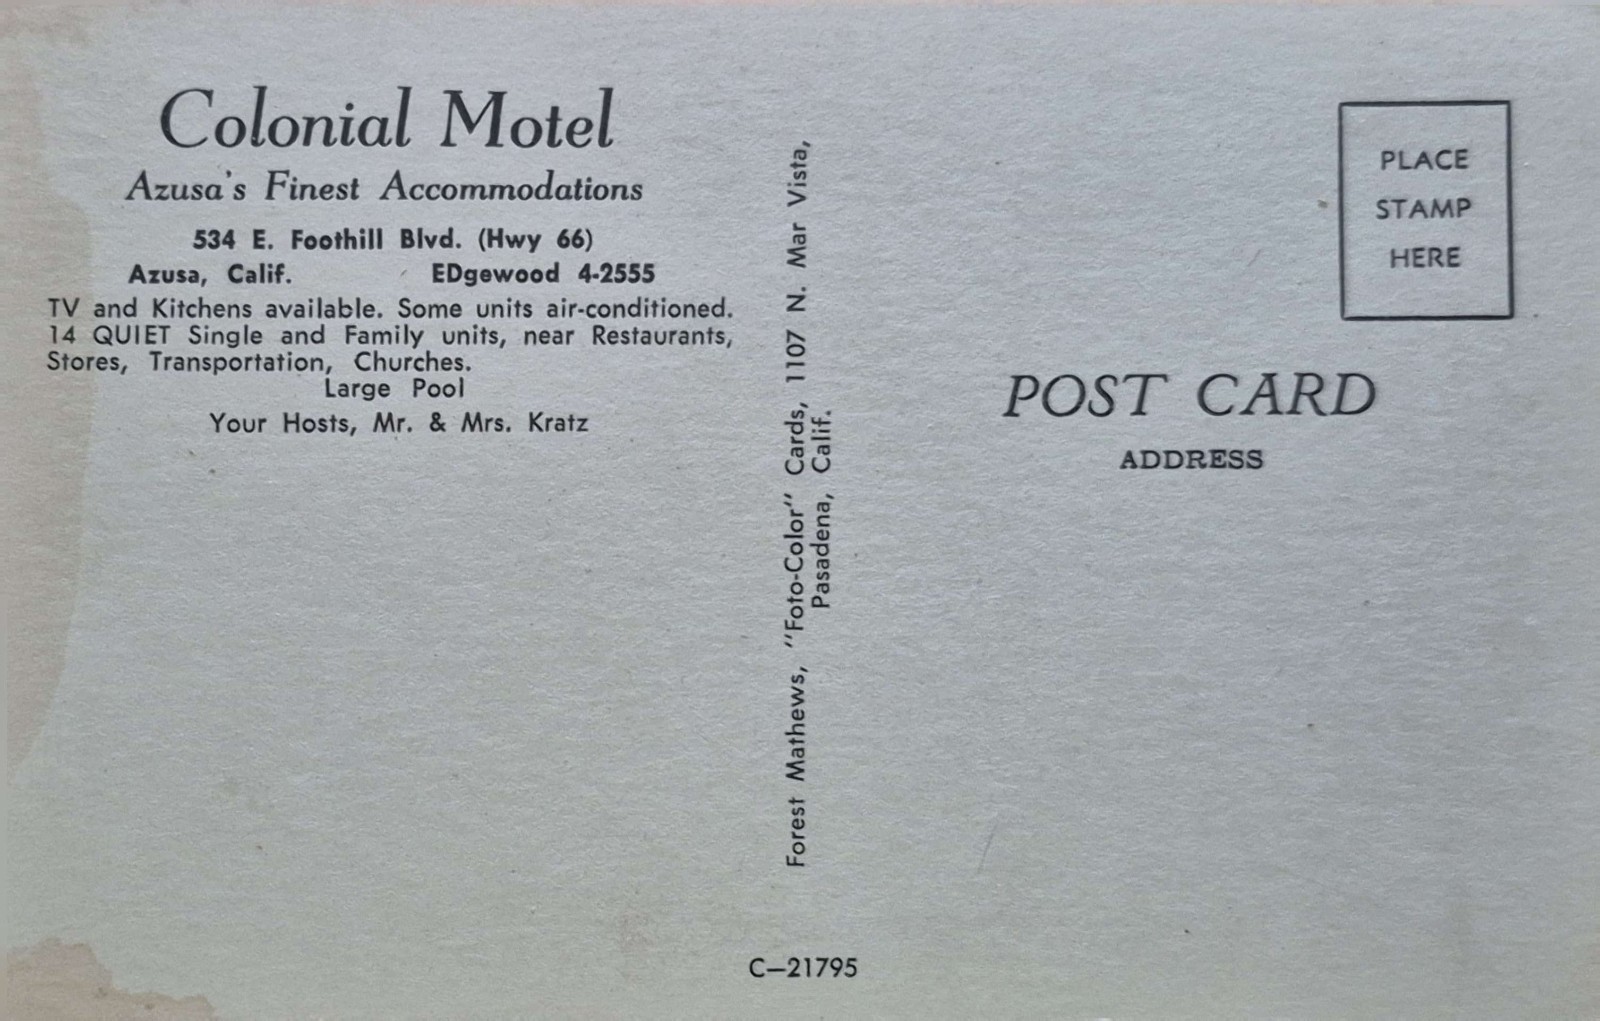 Colonial Motel
Azusa's Finest Accommodations
534 E. Foothill Blvd. (Hwy 66)
Azusa, Calif. EDgewood 4-2555
TV and Kitchens available. Some units air-conditioned.
14 QUIET Single and Family units, near Restaurants,
Stores, Transportation, Churches.
Large Pool
Your Hosts, Mr. & Mrs. Kratz
Forest Mathews, "Foto-Color" Cards, 1107 N. Mar Vista,
Pasadena, Calif.
C—21795
PLACE
STAMP
HERE
POST CARD
ADDRESS